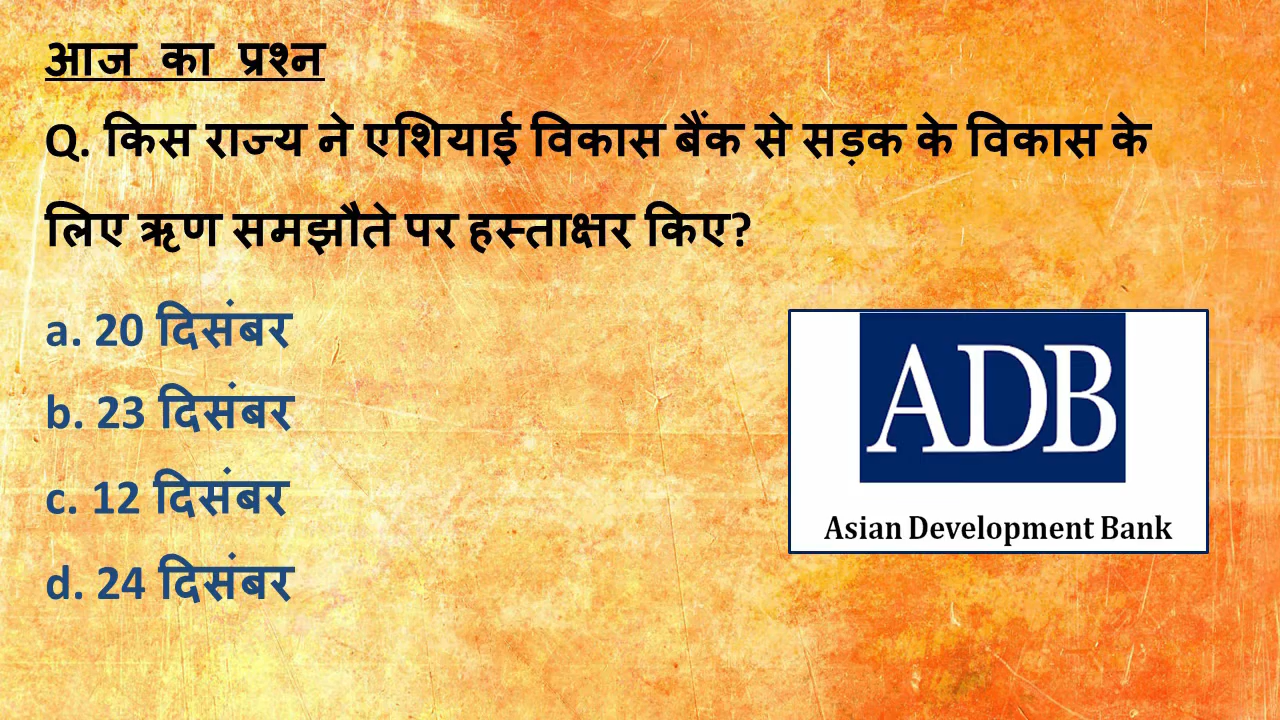 आज का प्रश्न
Q. किस राज्य ने एशियाई विकास बैंक से सड़क के विकास के
लिए ऋण समझौते पर हस्ताक्षर किए?
a. 20 दिसंबर
b. 23 दिसंबर
c. 12 दिसंबर
d. 24 दिसंबर
ADB
Asian Development Bank